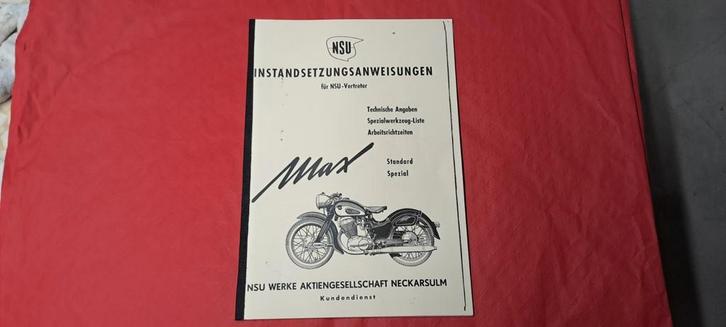 NSU
INSTANDSETZUNGSANWEISUNGEN
für NSU-Vertreter
Technische Angaben
Spezialwerkzeug-Liste
Arbeitsrichtzeiten
Max
Standard
Spezial
NSU WERKE AKTIENGESELLSCHAFT NECKARSULM
Kundendienst